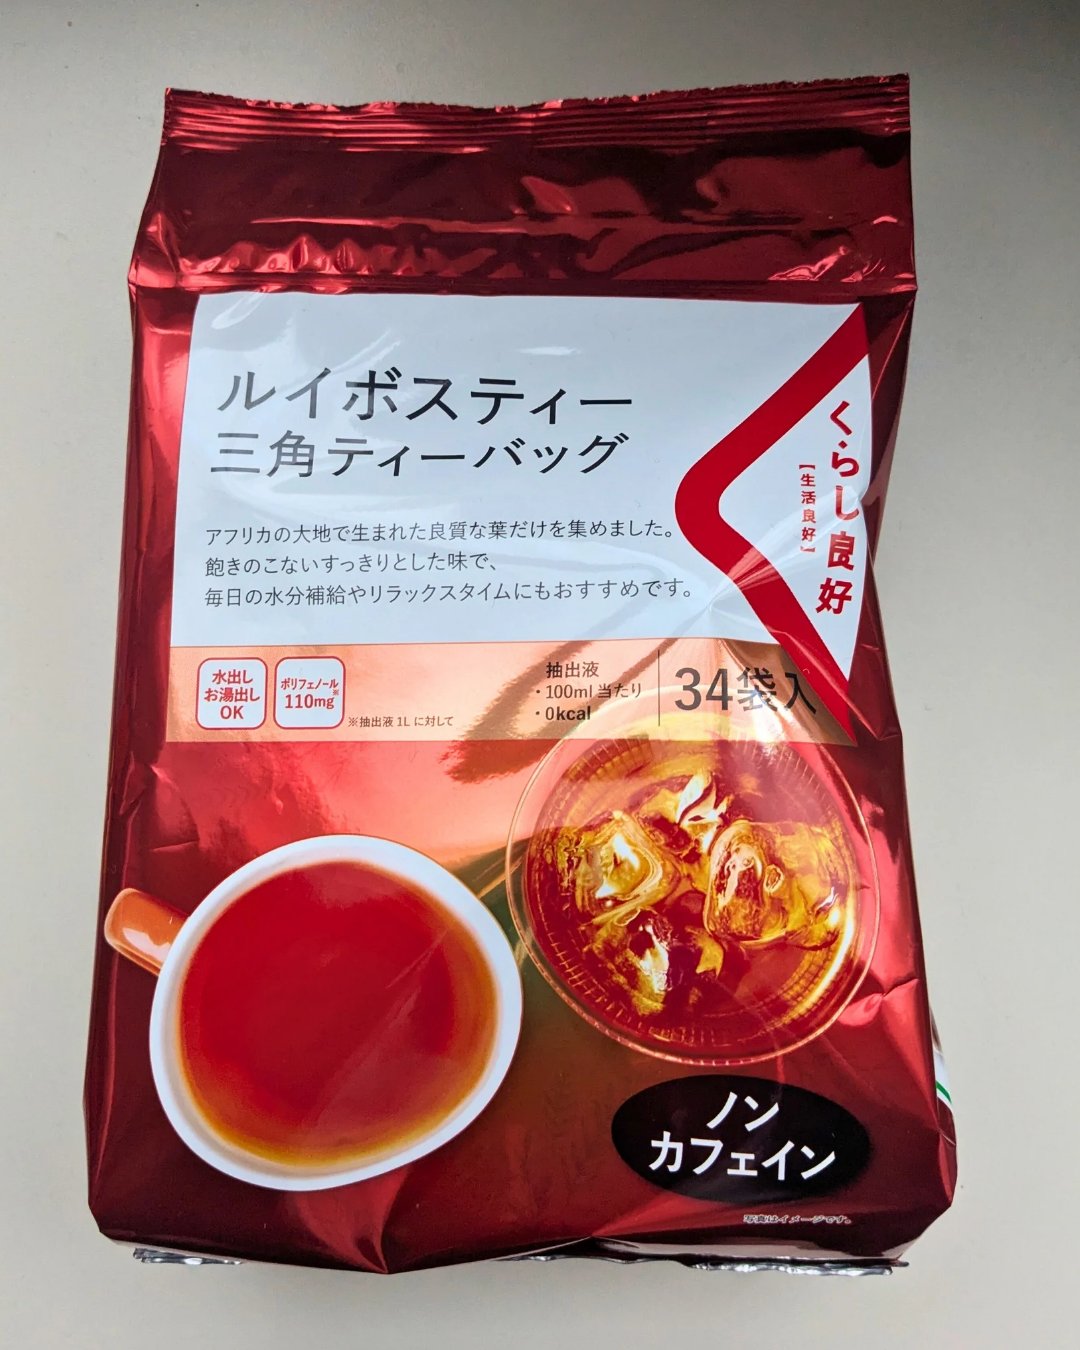 ルイボスティー
三角ティーバッグ
くらし良好
【生活良好】
アフリカの大地で生まれた良質な葉だけを集めました。
飽きのこないすっきりとした味で、
毎日の水分補給やリラックスタイムにもおすすめです。
水出し
お湯出し
OK
ポリフェノール
110mg※
※抽出液 1L に対して
抽出液
・100ml 当たり
・0kcal
34袋入
ノン
カフェイン
写真はイメージです。